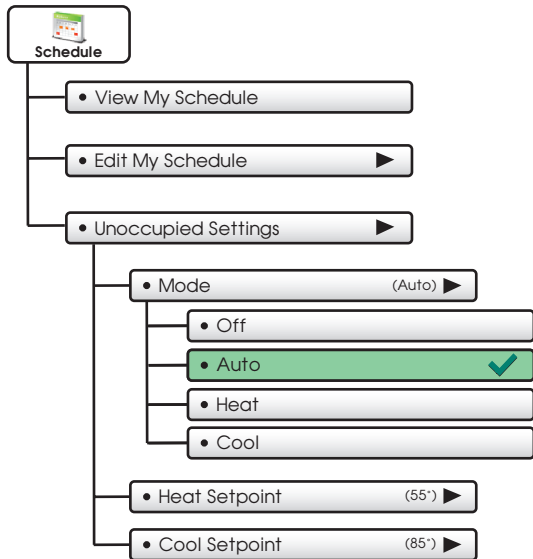 Schedule
• View My Schedule
• Edit My Schedule
• Unoccupied Settings
• Mode (Auto)
• Off
• Auto
• Heat
• Cool
• Heat Setpoint (55°)
• Cool Setpoint (85°)